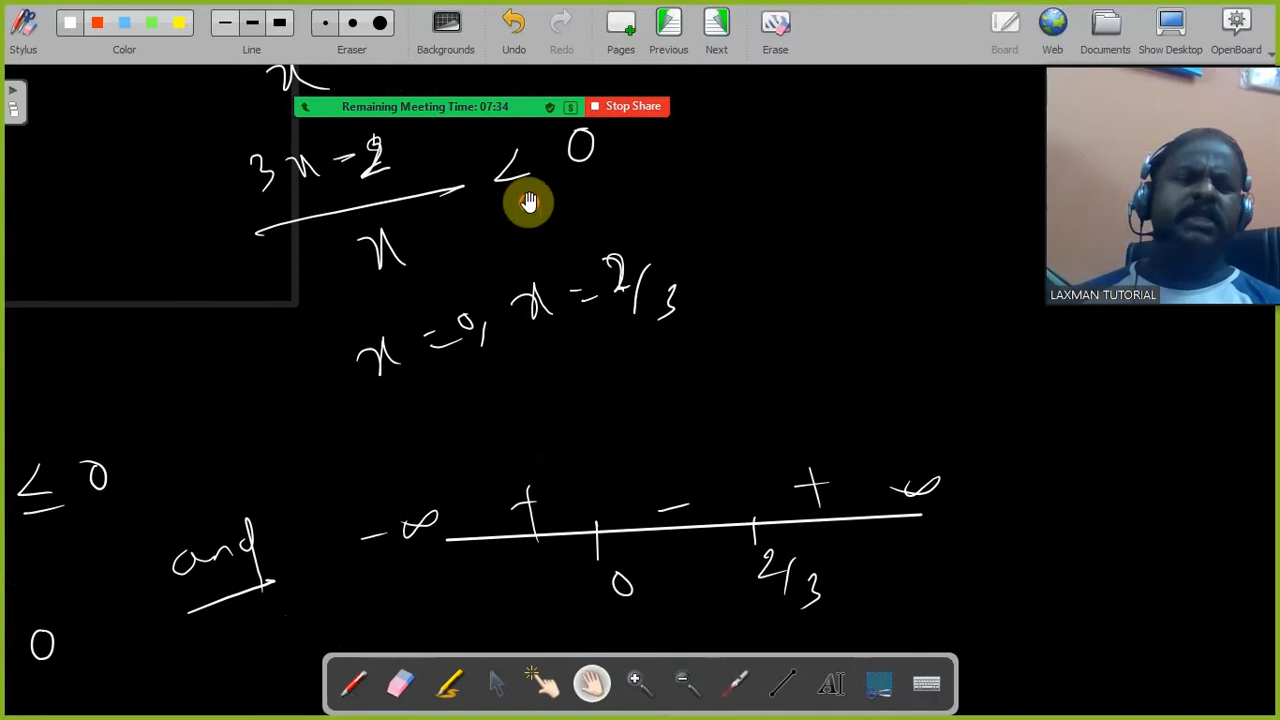 Stylus Color Line Eraser Backgrounds Undo Redo Pages Previous Next Erase Board Web Documents Show Desktop OpenBoard
x
Remaining Meeting Time: 07:34 Stop Share
3x - 2 < 0
x
x = 0, x = 2/3
LAXMAN TUTORIAL
≤ 0
and
-∞ + - + ∞
0 2/3
0